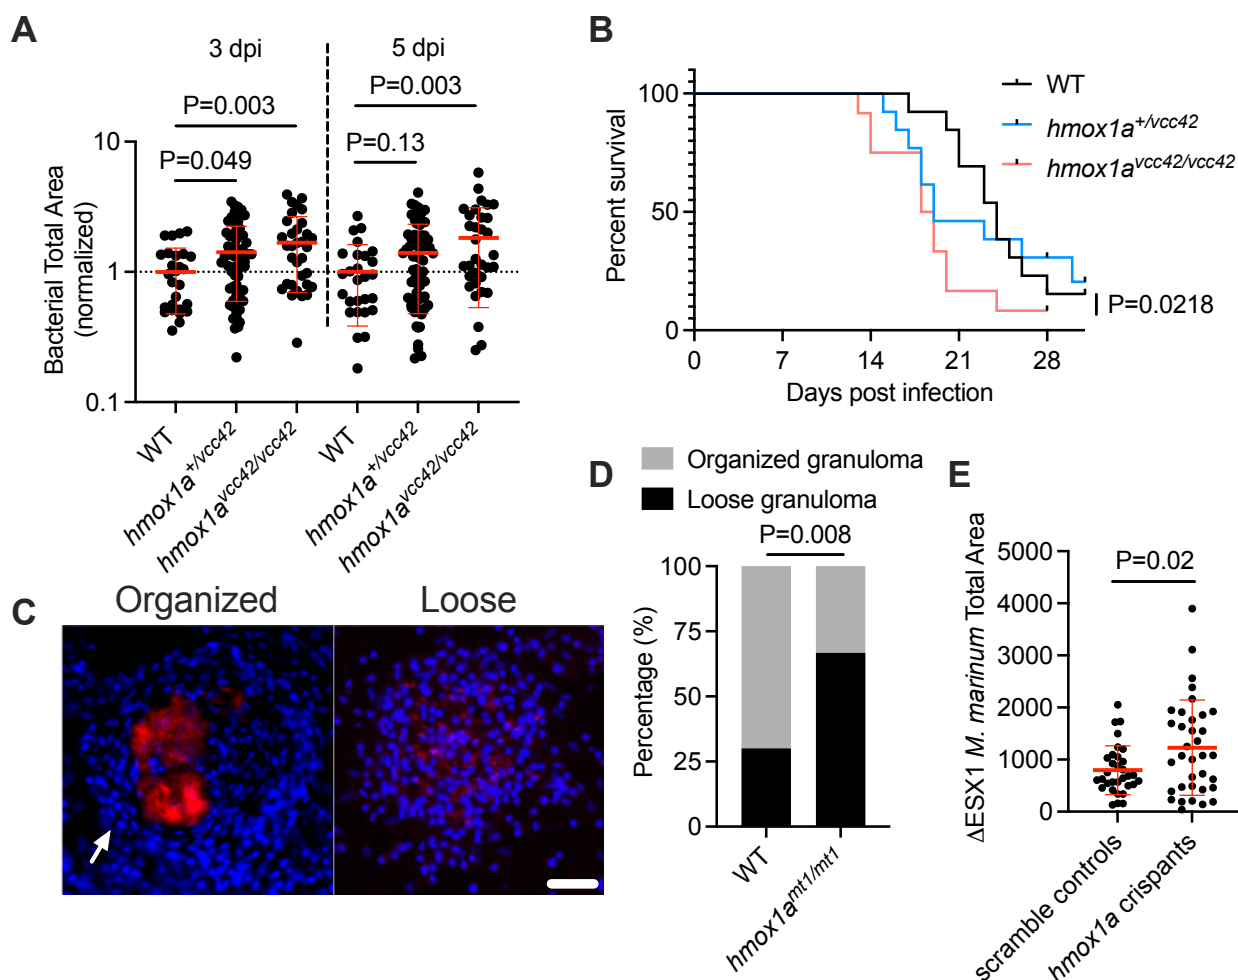 A
3 dpi
5 dpi
P=0.003
P=0.003
P=0.049
P=0.13
Bacterial Total Area
(normalized)
10
1
0.1
WT
hmox1a+/vcc42
hmox1avcc42/vcc42
WT
hmox1a+/vcc42
hmox1avcc42/vcc42
B
Percent survival
100
50
0
0
7
14
21
28
Days post infection
WT
hmox1a+/vcc42
hmox1avcc42/vcc42
P=0.0218
C
Organized
Loose
D
Organized granuloma
Loose granuloma
P=0.008
Percentage (%)
100
75
50
25
0
WT
hmox1amt1/mt1
E
ΔESX1 M. marinum Total Area
P=0.02
5000
4000
3000
2000
1000
0
scramble controls
hmox1a crispants